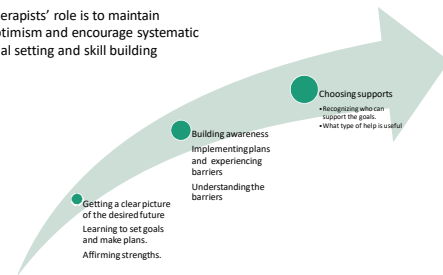 erapists' role is to maintain
timism and encourage systematic
al setting and skill building
Choosing supports
•Recognizing who can
support the goals.
•What type of help is useful
Building awareness
Implementing plans
and experiencing
barriers
Understanding the
barriers
Getting a clear picture
of the desired future
Learning to set goals
and make plans.
Affirming strengths.